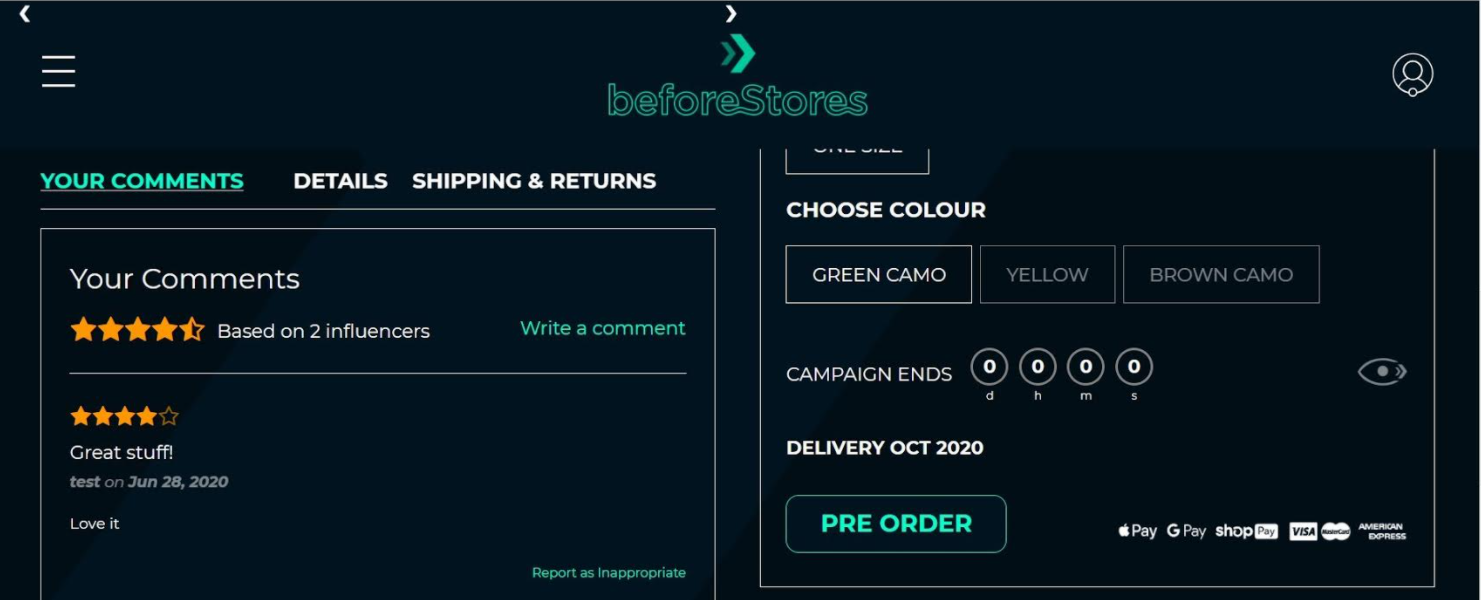 beforeStores
YOUR COMMENTS DETAILS SHIPPING & RETURNS
Your Comments
Based on 2 influencers Write a comment
Great stuff!
test on Jun 28, 2020
Love it
Report as Inappropriate
ONE SIZE
CHOOSE COLOUR
GREEN CAMO YELLOW BROWN CAMO
CAMPAIGN ENDS 0 0 0 0
d h m s
DELIVERY OCT 2020
PRE ORDER
Pay G Pay shop Pay VISA MasterCard AMERICAN EXPRESS